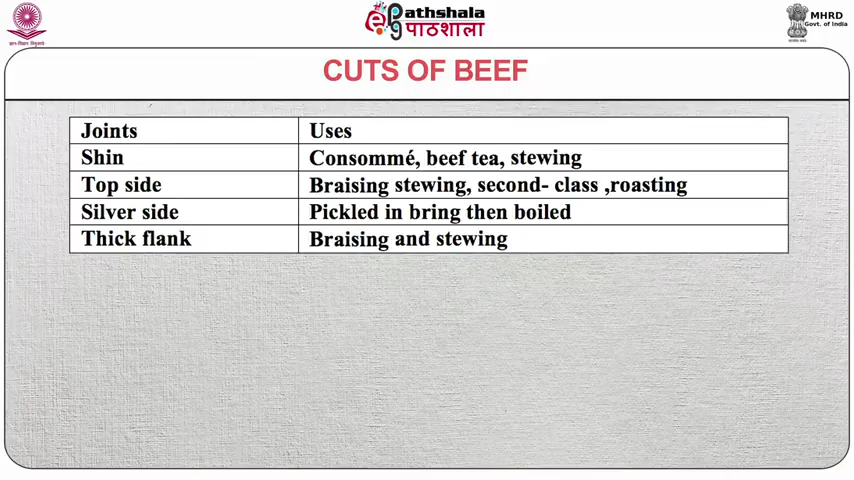 ePathshala
पाठशाला
MHRD
Govt. of India
CUTS OF BEEF
Joints Uses
Shin Consommé, beef tea, stewing
Top side Braising stewing, second- class ,roasting
Silver side Pickled in bring then boiled
Thick flank Braising and stewing